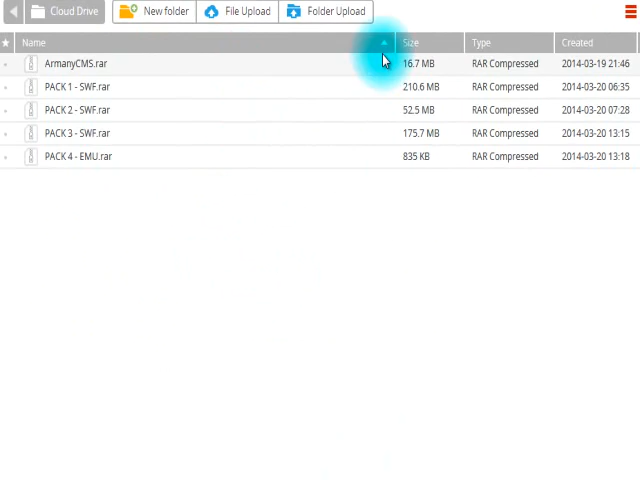 Cloud Drive New folder File Upload Folder Upload
Name Size Type Created
ArmanyCMS.rar 16.7 MB RAR Compressed 2014-03-19 21:46
PACK 1 - SWF.rar 210.6 MB RAR Compressed 2014-03-20 06:35
PACK 2 - SWF.rar 52.5 MB RAR Compressed 2014-03-20 07:28
PACK 3 - SWF.rar 175.7 MB RAR Compressed 2014-03-20 13:15
PACK 4 - EMU.rar 835 KB RAR Compressed 2014-03-20 13:18